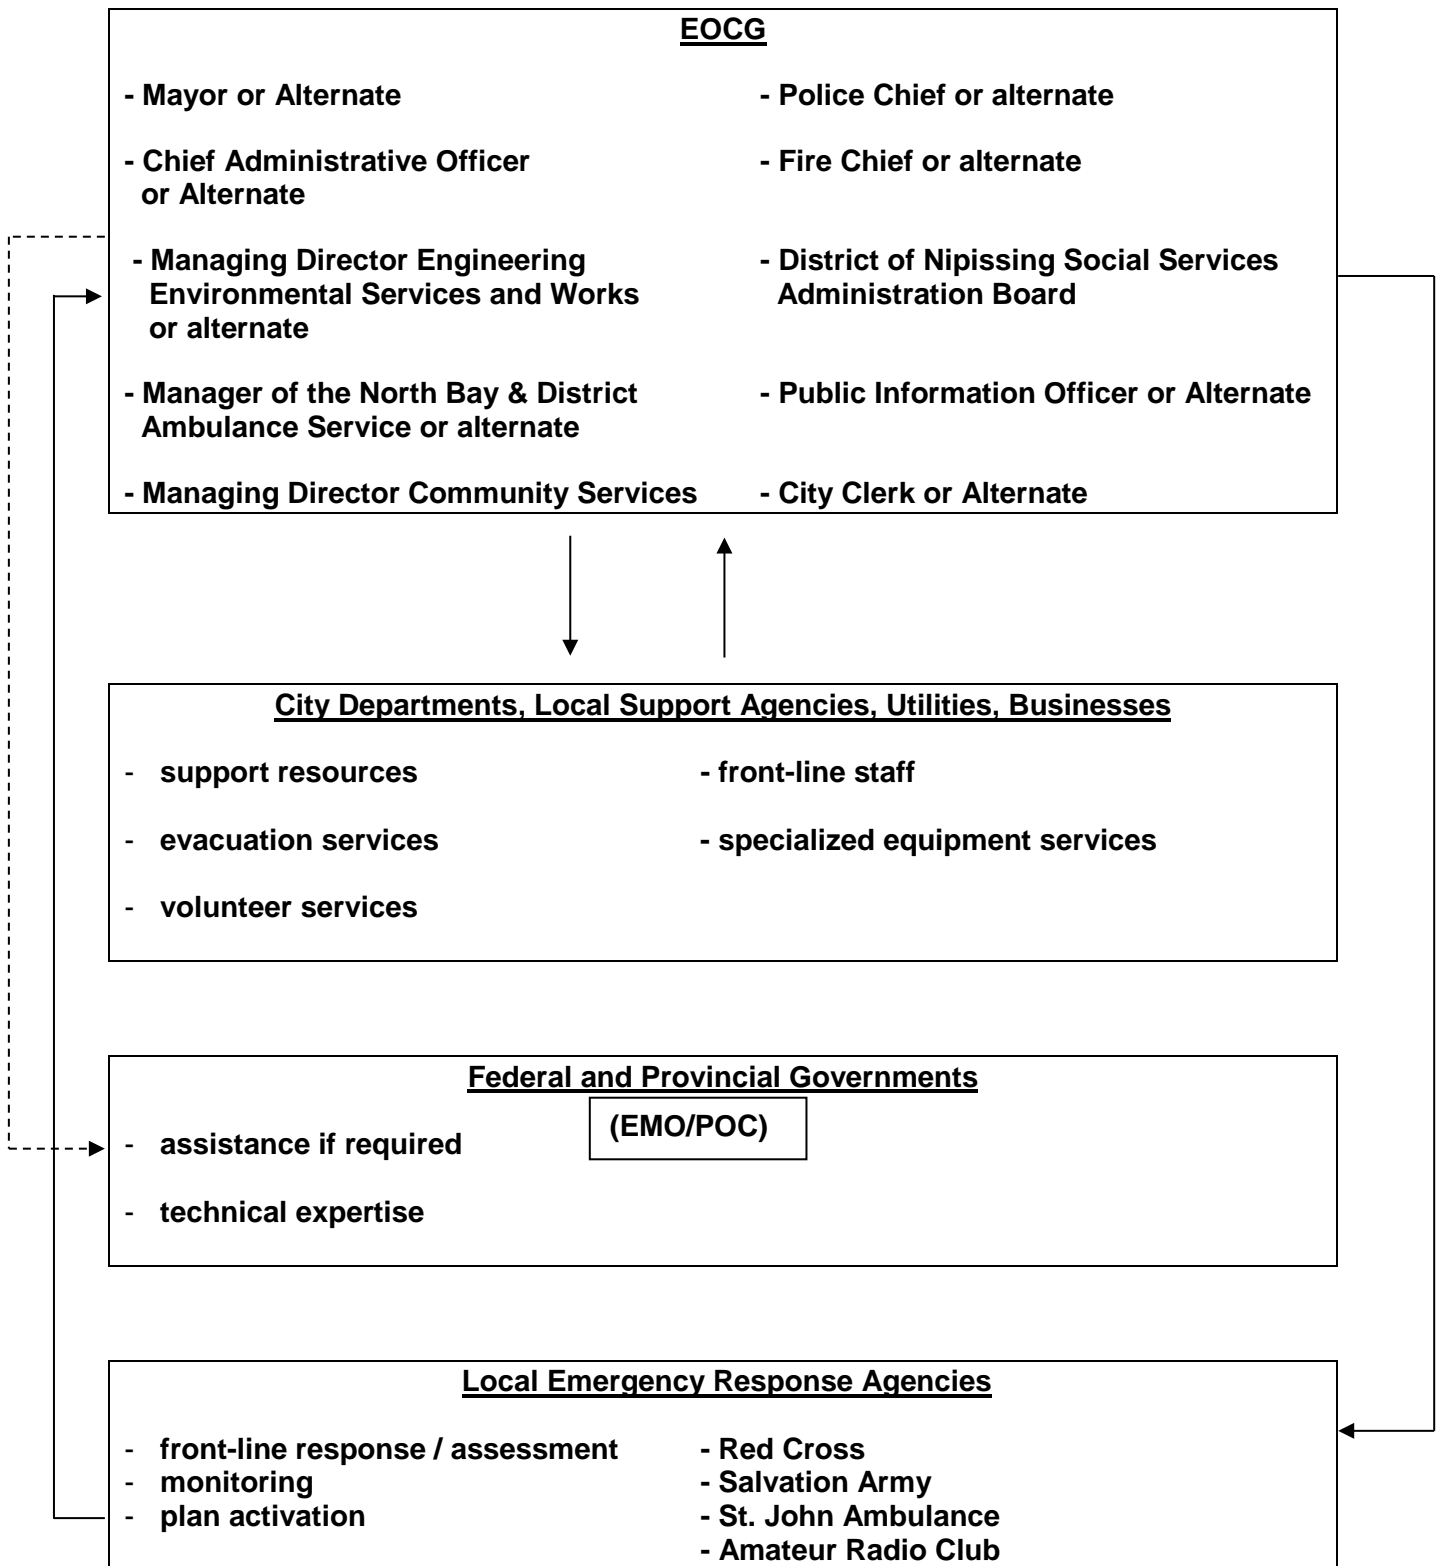 EOCG
- Mayor or Alternate
- Police Chief or alternate
- Chief Administrative Officer
or Alternate
- Fire Chief or alternate
- Managing Director Engineering
Environmental Services and Works
or alternate
- District of Nipissing Social Services
Administration Board
- Manager of the North Bay & District
Ambulance Service or alternate
- Public Information Officer or Alternate
- Managing Director Community Services
- City Clerk or Alternate
City Departments, Local Support Agencies, Utilities, Businesses
- support resources
- front-line staff
- evacuation services
- specialized equipment services
- volunteer services
Federal and Provincial Governments
(EMO/POC)
- assistance if required
- technical expertise
Local Emergency Response Agencies
- front-line response / assessment
- monitoring
- plan activation
- Red Cross
- Salvation Army
- St. John Ambulance
- Amateur Radio Club